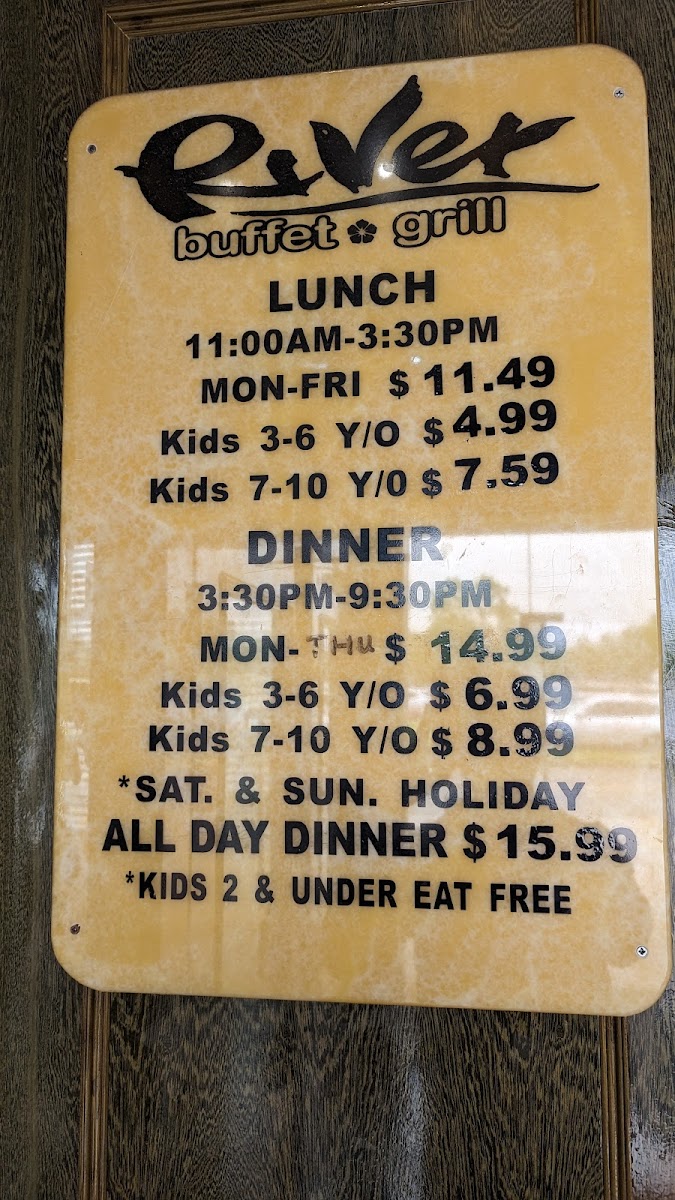 River
buffet grill
LUNCH
11:00AM-3:30PM
MON-FRI $ 11.49
Kids 3-6 Y/O $ 4.99
Kids 7-10 Y/O $ 7.59
DINNER
3:30PM-9:30PM
MON-THU $ 14.99
Kids 3-6 Y/O $ 6.99
Kids 7-10 Y/O $ 8.99
*SAT. & SUN. HOLIDAY
ALL DAY DINNER $ 15.99
*KIDS 2 & UNDER EAT FREE